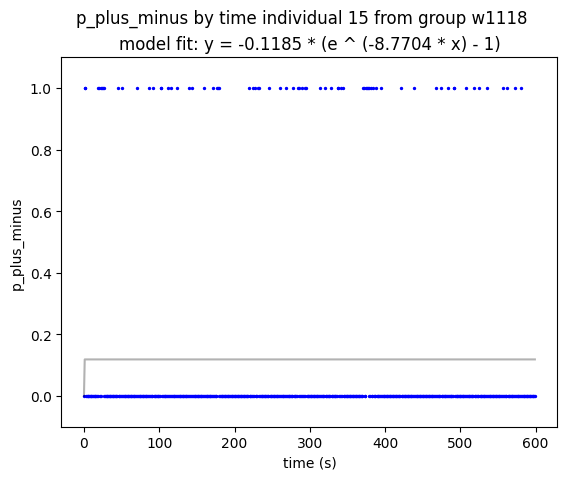 p_plus_minus by time individual 15 from group w1118
model fit: y = -0.1185 * (e ^ (-8.7704 * x) - 1)
1.0
0.8
0.6
0.4
0.2
0.0
p_plus_minus
0 100 200 300 400 500 600
time (s)